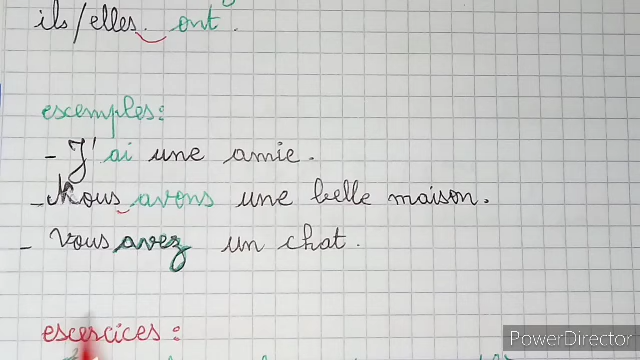 ils/elles ont.
exemples:
- J'ai une amie.
- Nous avons une belle maison.
- Vous avez un chat.
exercices:
PowerDirector